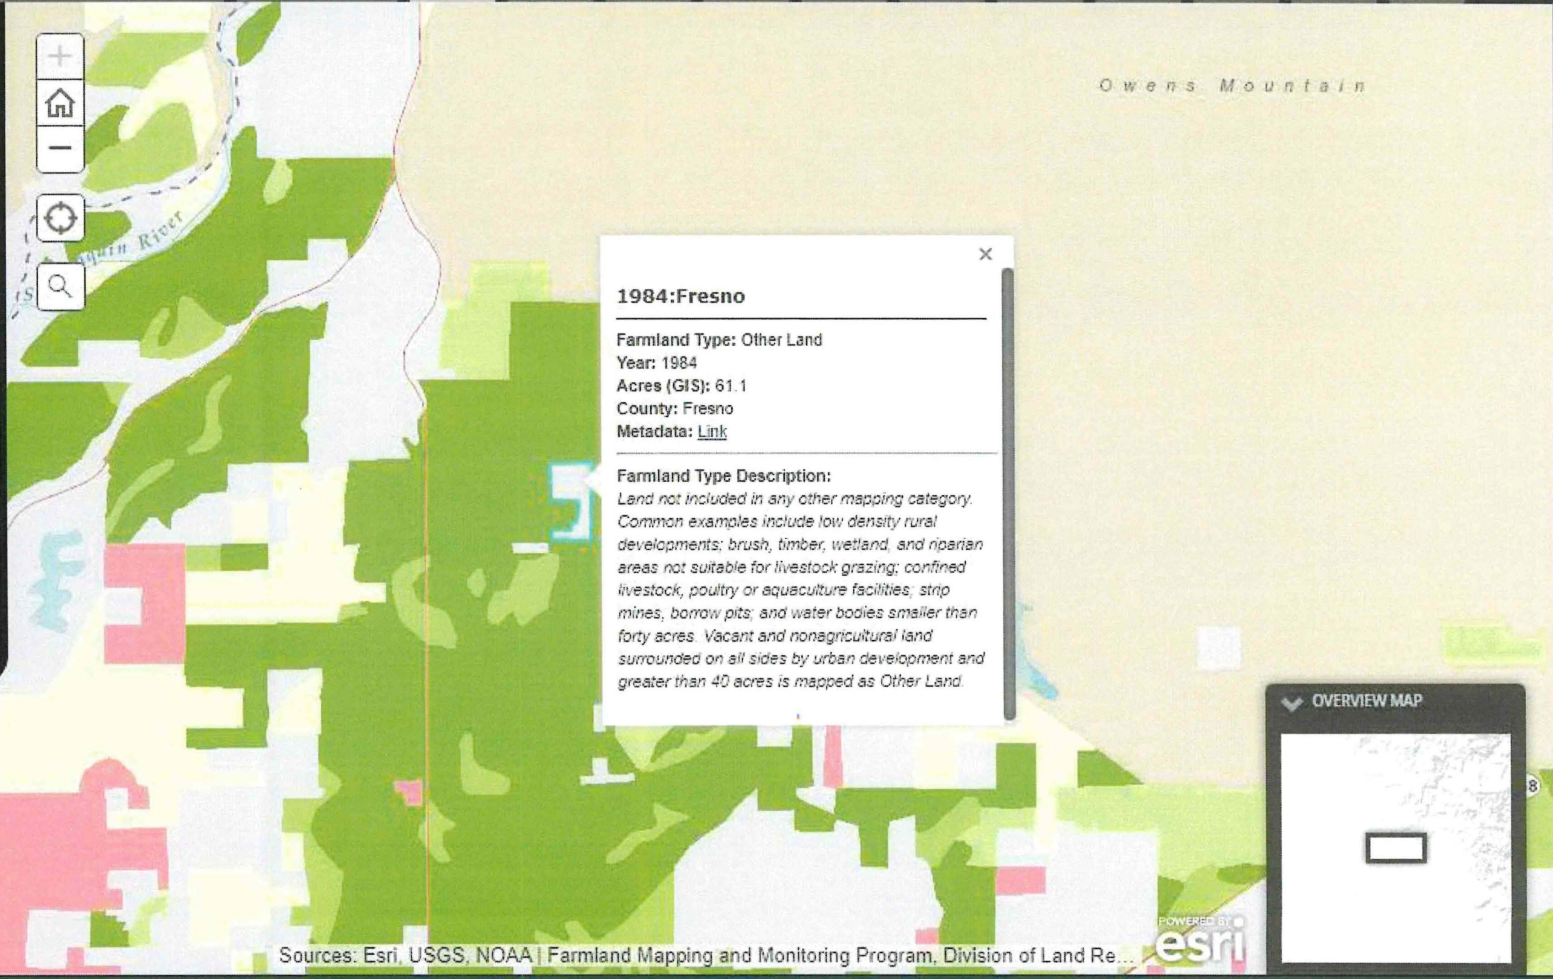 Owens Mountain
quin River
S
1984:Fresno
Farmland Type: Other Land
Year: 1984
Acres (GIS): 61.1
County: Fresno
Metadata: Link
Farmland Type Description:
Land not included in any other mapping category.
Common examples include low density rural
developments; brush, timber, wetland, and riparian
areas not suitable for livestock grazing; confined
livestock, poultry or aquaculture facilities; strip
mines, borrow pits; and water bodies smaller than
forty acres. Vacant and nonagricultural land
surrounded on all sides by urban development and
greater than 40 acres is mapped as Other Land.
OVERVIEW MAP
8
POWERED BY
esri
Sources: Esri, USGS, NOAA | Farmland Mapping and Monitoring Program, Division of Land Re...